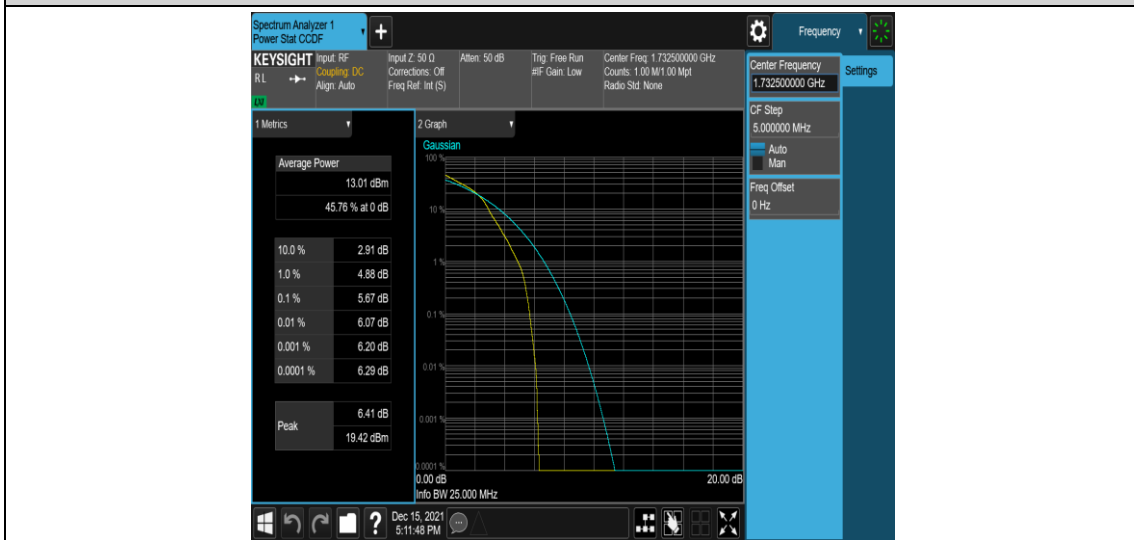 Spectrum Analyzer 1
Power Stat CCDF
+
Frequency
KEYSIGHT
RL
LXI
Input: RF
Coupling: DC
Align: Auto
Input Z: 50 Ω
Corrections: Off
Freq Ref: Int (S)
Atten: 50 dB
Trig: Free Run
#IF Gain: Low
Center Freq: 1.732500000 GHz
Counts: 1.00 M/1.00 Mpt
Radio Std: None
Center Frequency
1.732500000 GHz
Settings
CF Step
5.000000 MHz
Auto
Man
Freq Offset
0 Hz
1 Metrics
Average Power
13.01 dBm
45.76 % at 0 dB
10.0 % 2.91 dB
1.0 % 4.88 dB
0.1 % 5.67 dB
0.01 % 6.07 dB
0.001 % 6.20 dB
0.0001 % 6.29 dB
Peak
6.41 dB
19.42 dBm
2 Graph
Gaussian
100 %
10 %
1 %
0.1 %
0.01 %
0.001 %
0.0001 %
0.00 dB 20.00 dB
Info BW 25.000 MHz
?
Dec 15, 2021
5:11:48 PM